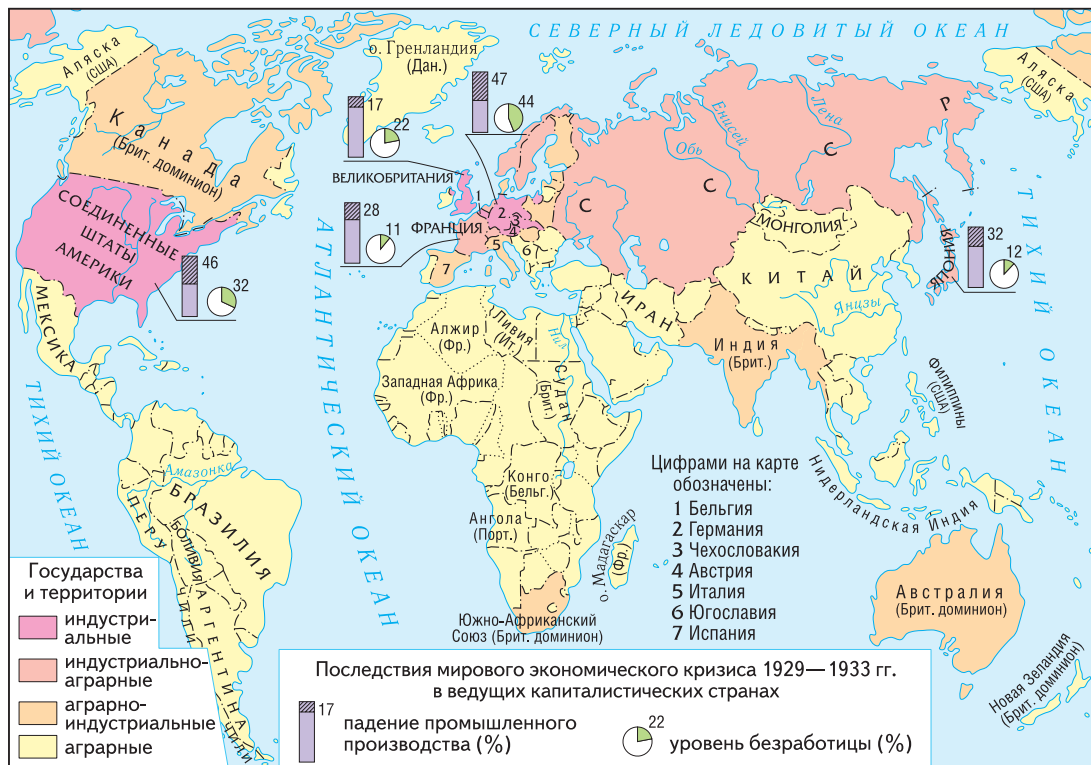 СЕВЕРНЫЙ ЛЕДОВИТЫЙ ОКЕАН
Аляска
(США)
о. Гренландия
(Дан.)
Аляска
(США)
Канада
(Брит. доминион)
47
44
17
22
Енисей
Лена
Обь
СССР
ВЕЛИКОБРИТАНИЯ
СОЕДИНЕННЫЕ
ШТАТЫ
АМЕРИКИ
28
11
ФРАНЦИЯ
1
2
3
4
5
6
7
МОНГОЛИЯ
ЯПОНИЯ
32
12
46
32
МЕКСИКА
КИТАЙ
Янцзы
ИРАН
Индия
(Брит.)
Алжир
(Фр.)
Ливия
(Ит.)
Нил
Западная Африка
(Фр.)
Судан
(Брит.)
Филиппины
(США)
ТИХИЙ ОКЕАН
АТЛАНТИЧЕСКИЙ ОКЕАН
ТИХИЙ ОКЕАН
Амазонка
БРАЗИЛИЯ
ПЕРУ
БОЛИВИЯ
ЧИЛИ
АРГЕНТИНА
ЧИЛИ
Конго
(Бельг.)
Ангола
(Порт.)
о. Мадагаскар
(Фр.)
Нидерландская Индия
Южно-Африканский
Союз (Брит. доминион)
Австралия
(Брит. доминион)
Новая Зеландия
(Брит. доминион)
Цифрами на карте
обозначены:
1 Бельгия
2 Германия
3 Чехословакия
4 Австрия
5 Италия
6 Югославия
7 Испания
Государства
и территории
индустри-
альные
индустриально-
аграрные
аграрно-
индустриальные
аграрные
Последствия мирового экономического кризиса 1929—1933 гг.
в ведущих капиталистических странах
17
падение промышленного
производства (%)
22
уровень безработицы (%)